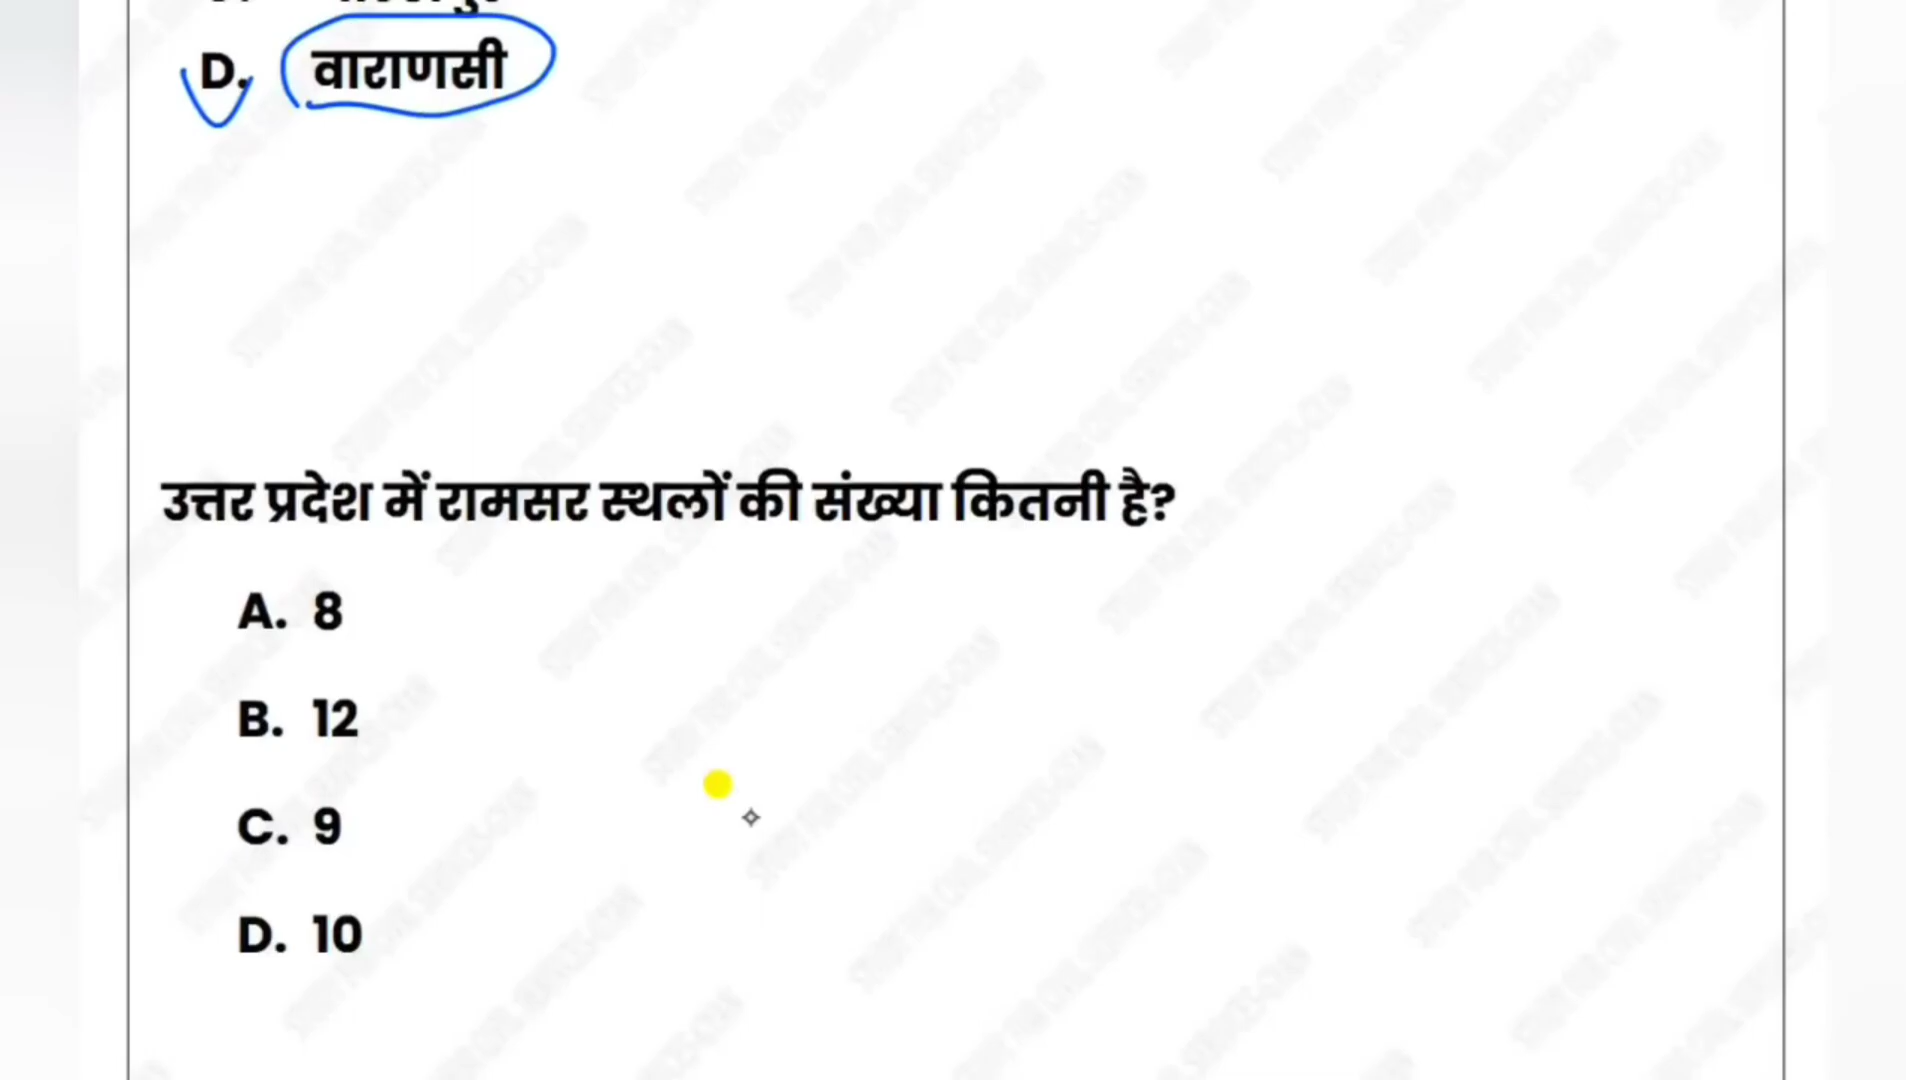 D. वाराणसी
उत्तर प्रदेश में रामसर स्थलों की संख्या कितनी है?
A. 8
B. 12
C. 9
D. 10